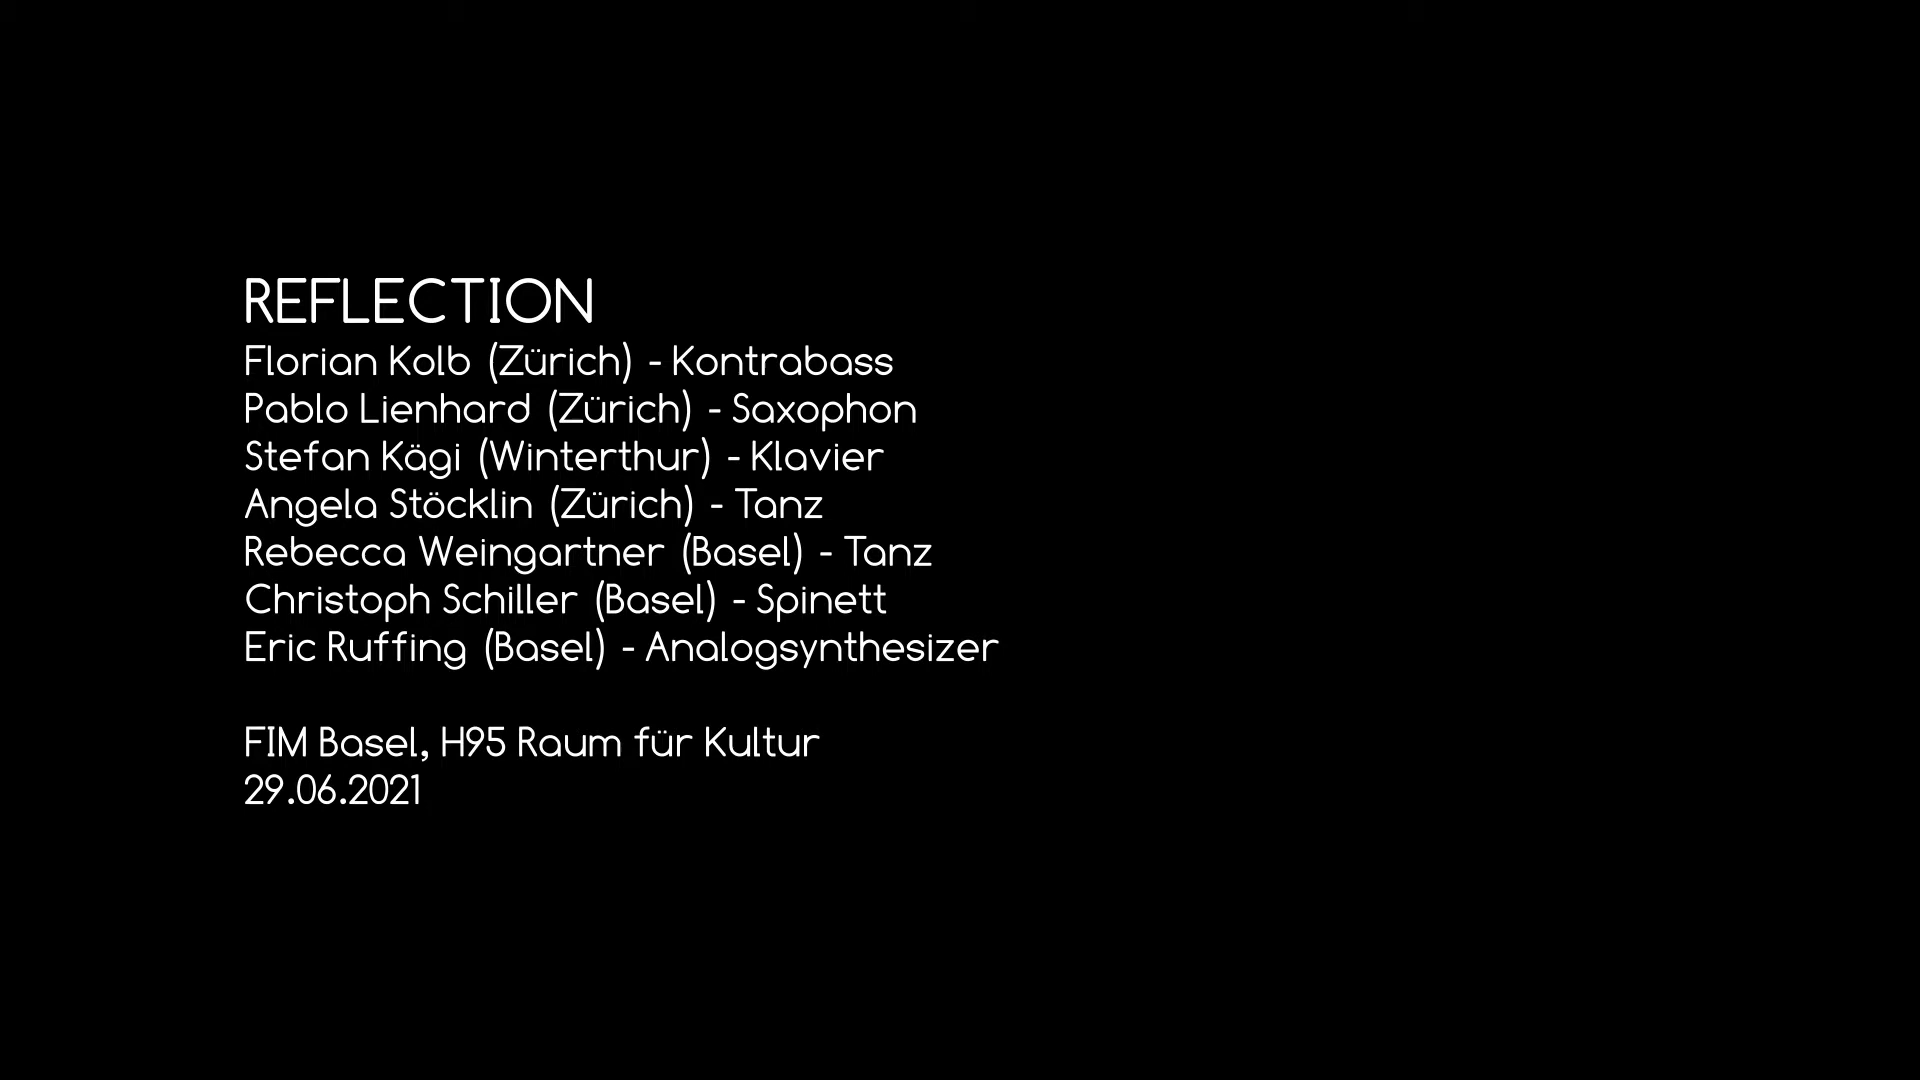 REFLECTION
Florian Kolb (Zürich) - Kontrabass
Pablo Lienhard (Zürich) - Saxophon
Stefan Kägi (Winterthur) - Klavier
Angela Stöcklin (Zürich) - Tanz
Rebecca Weingartner (Basel) - Tanz
Christoph Schiller (Basel) - Spinett
Eric Ruffing (Basel) - Analogsynthesizer
FIM Basel, H95 Raum für Kultur
29.06.2021